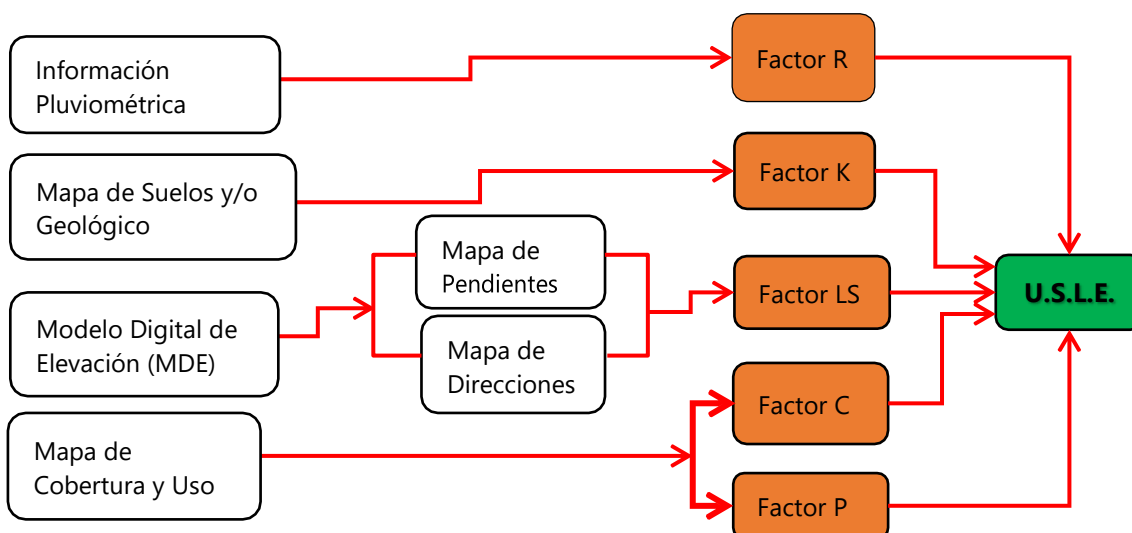 Información
Pluviométrica
Factor R
Mapa de Suelos y/o
Geológico
Factor K
Mapa de
Pendientes
Modelo Digital de
Elevación (MDE)
Mapa de
Direcciones
Factor LS
U.S.L.E.
Mapa de
Cobertura y Uso
Factor C
Factor P